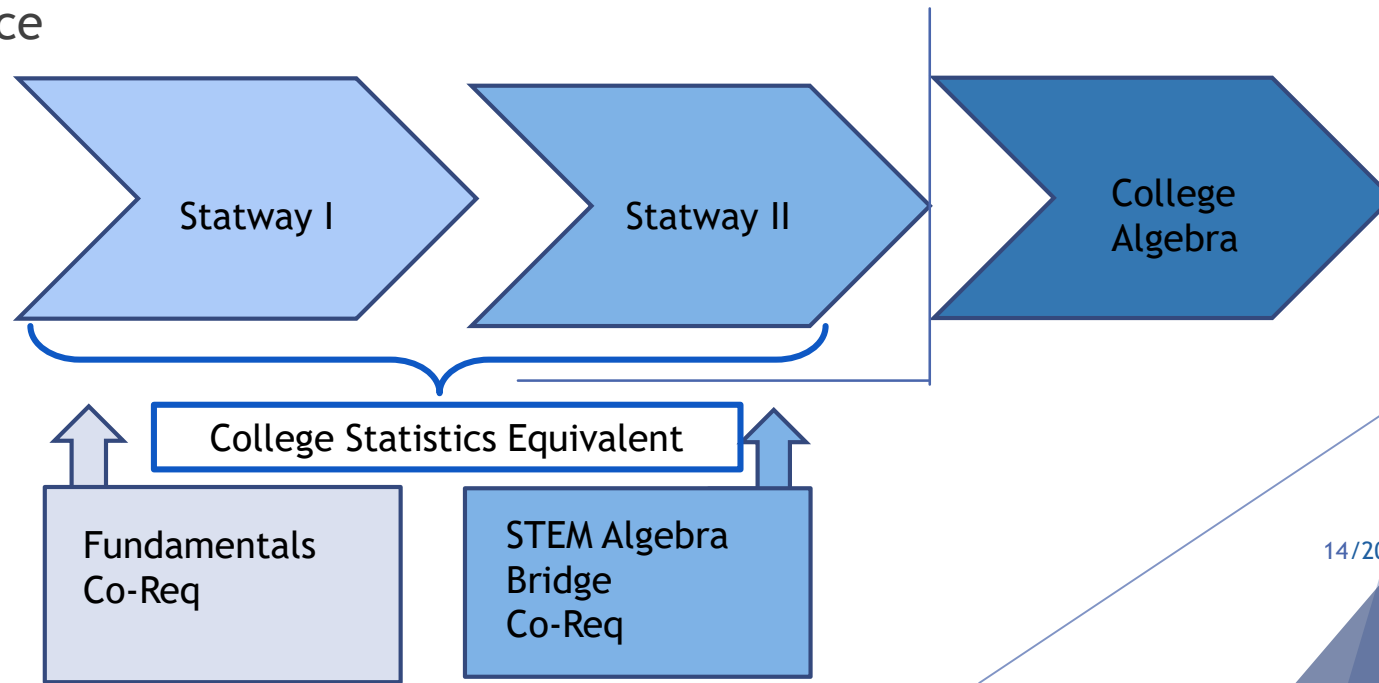 ce
Statway I
Statway II
College
Algebra
College Statistics Equivalent
Fundamentals
Co-Req
STEM Algebra
Bridge
Co-Req
14/20